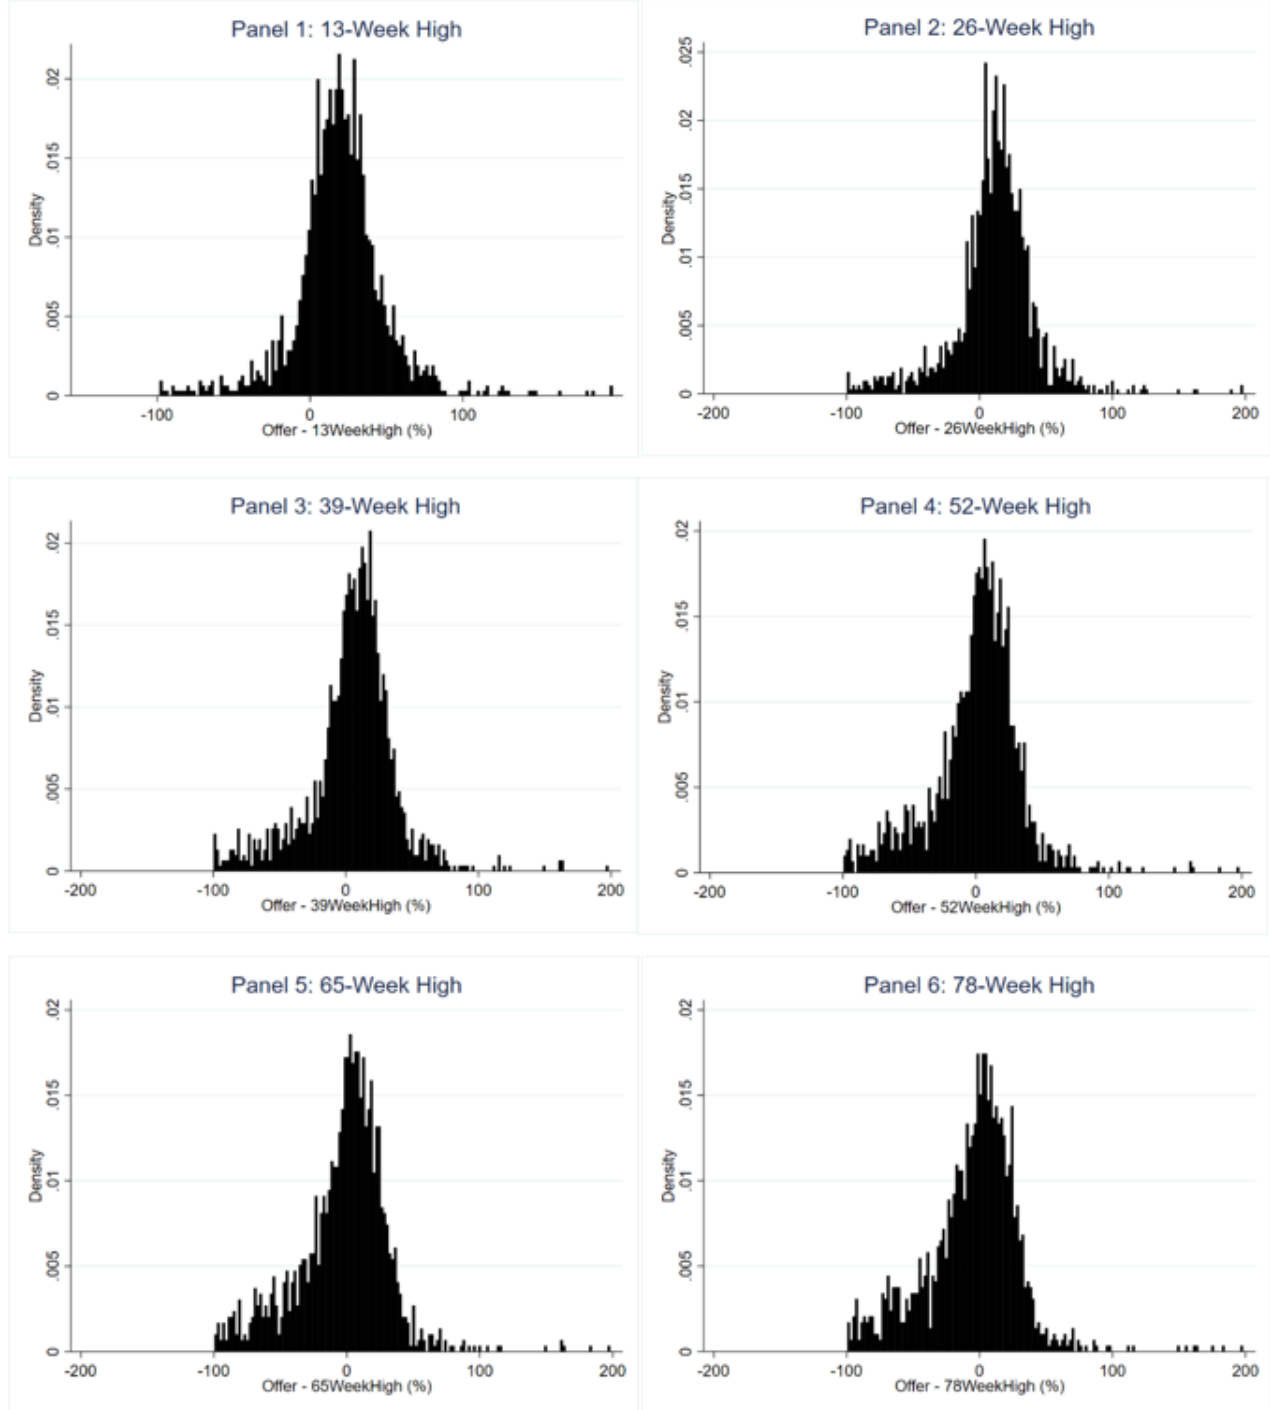 Panel 1: 13-Week High
Density
0 .005 .01 .015 .02
-100 0 100
Offer - 13WeekHigh (%)
Panel 2: 26-Week High
Density
0 .005 .01 .015 .02 .025
-200 -100 0 100 200
Offer - 26WeekHigh (%)
Panel 3: 39-Week High
Density
0 .005 .01 .015 .02
-200 -100 0 100 200
Offer - 39WeekHigh (%)
Panel 4: 52-Week High
Density
0 .005 .01 .015 .02
-200 -100 0 100 200
Offer - 52WeekHigh (%)
Panel 5: 65-Week High
Density
0 .005 .01 .015 .02
-200 -100 0 100 200
Offer - 65WeekHigh (%)
Panel 6: 78-Week High
Density
0 .005 .01 .015 .02
-200 -100 0 100 200
Offer - 78WeekHigh (%)